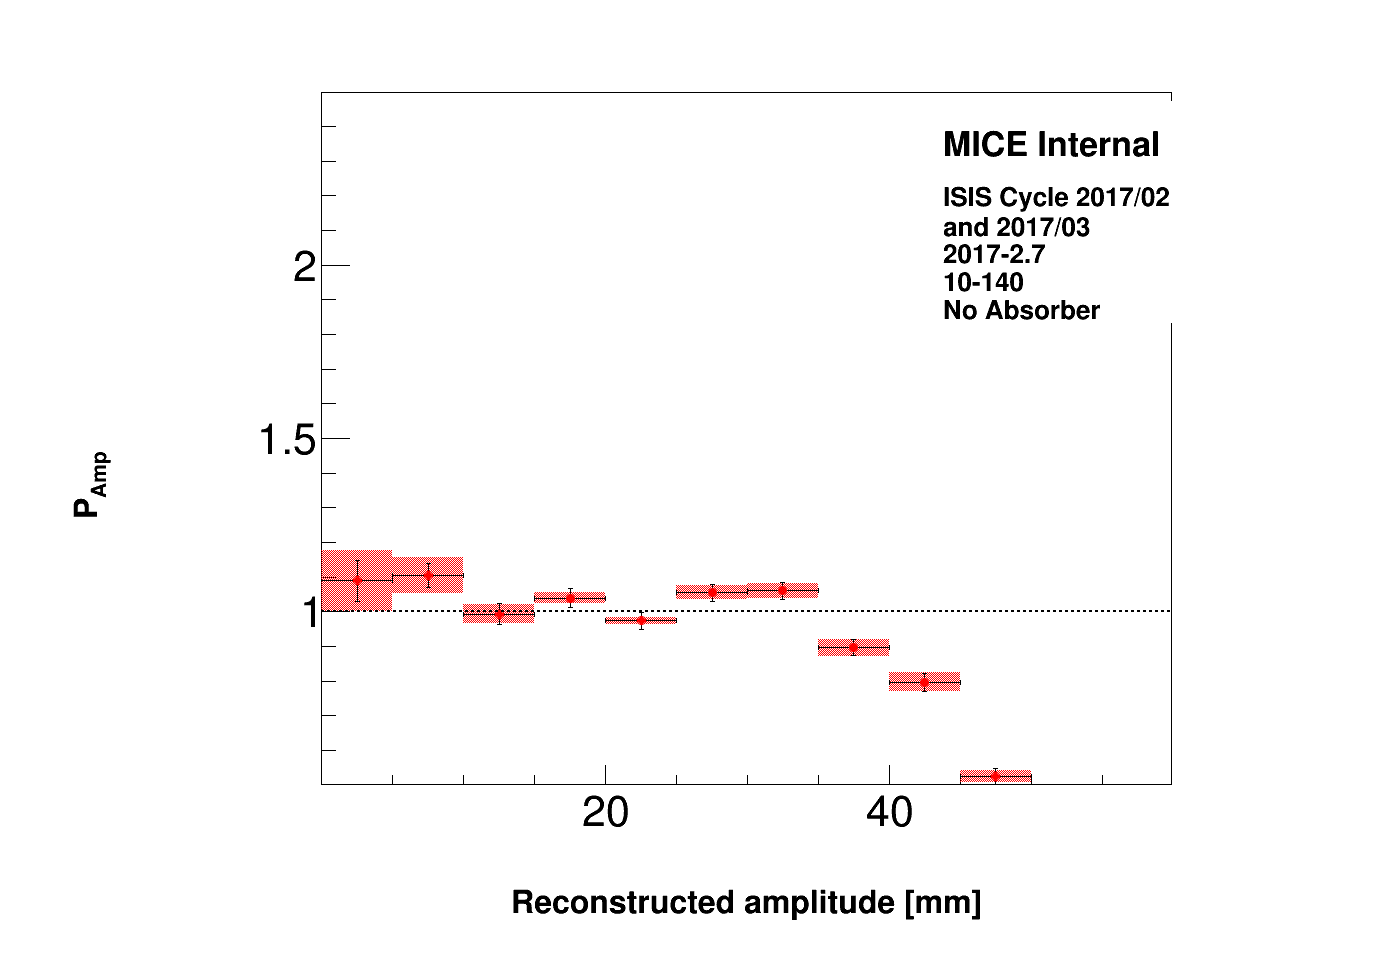 MICE Internal
ISIS Cycle 2017/02
and 2017/03
2017-2.7
10-140
No Absorber
2
1.5
1
P_Amp
20
40
Reconstructed amplitude [mm]